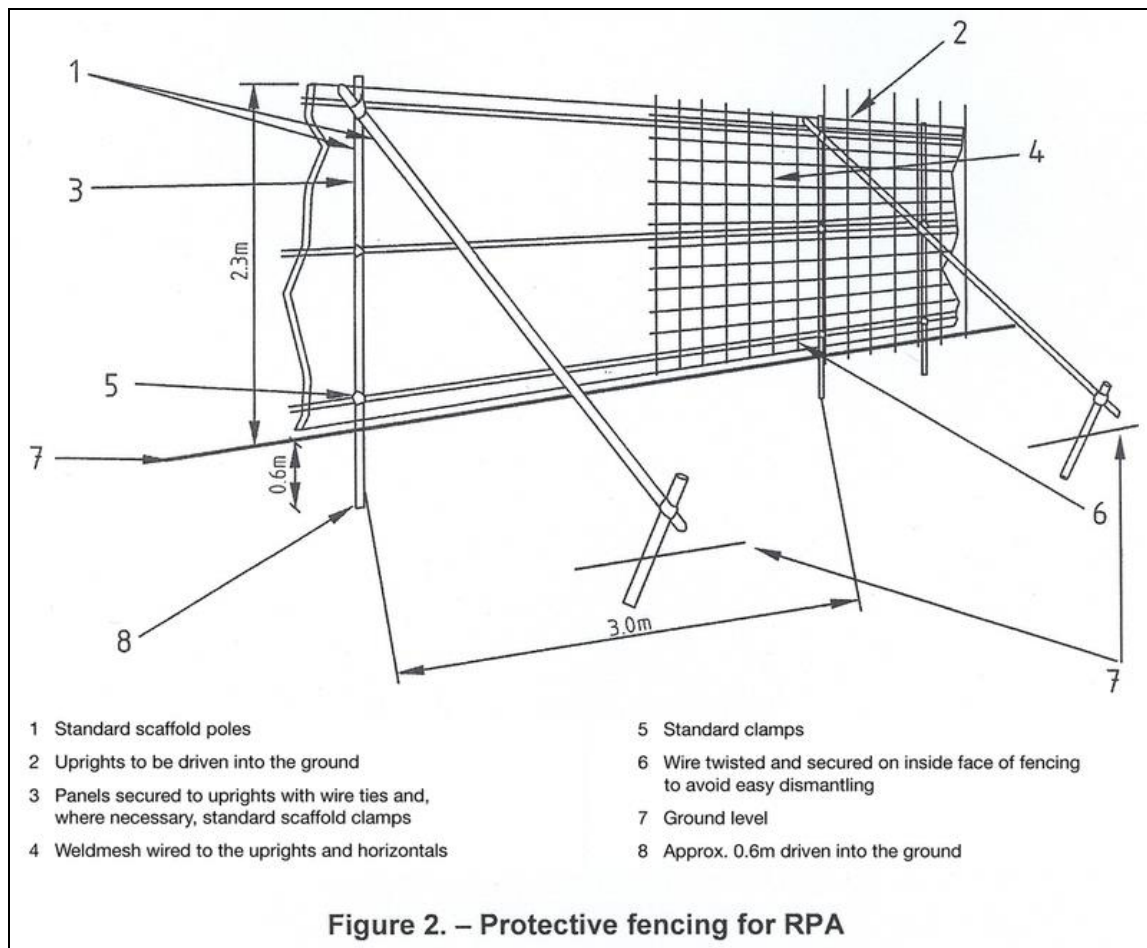 1
2
3
4
2.3m
5
7
0.6m
6
8
3.0m
7
1 Standard scaffold poles
2 Uprights to be driven into the ground
3 Panels secured to uprights with wire ties and,
where necessary, standard scaffold clamps
4 Weldmesh wired to the uprights and horizontals
5 Standard clamps
6 Wire twisted and secured on inside face of fencing
to avoid easy dismantling
7 Ground level
8 Approx. 0.6m driven into the ground
Figure 2. – Protective fencing for RPA